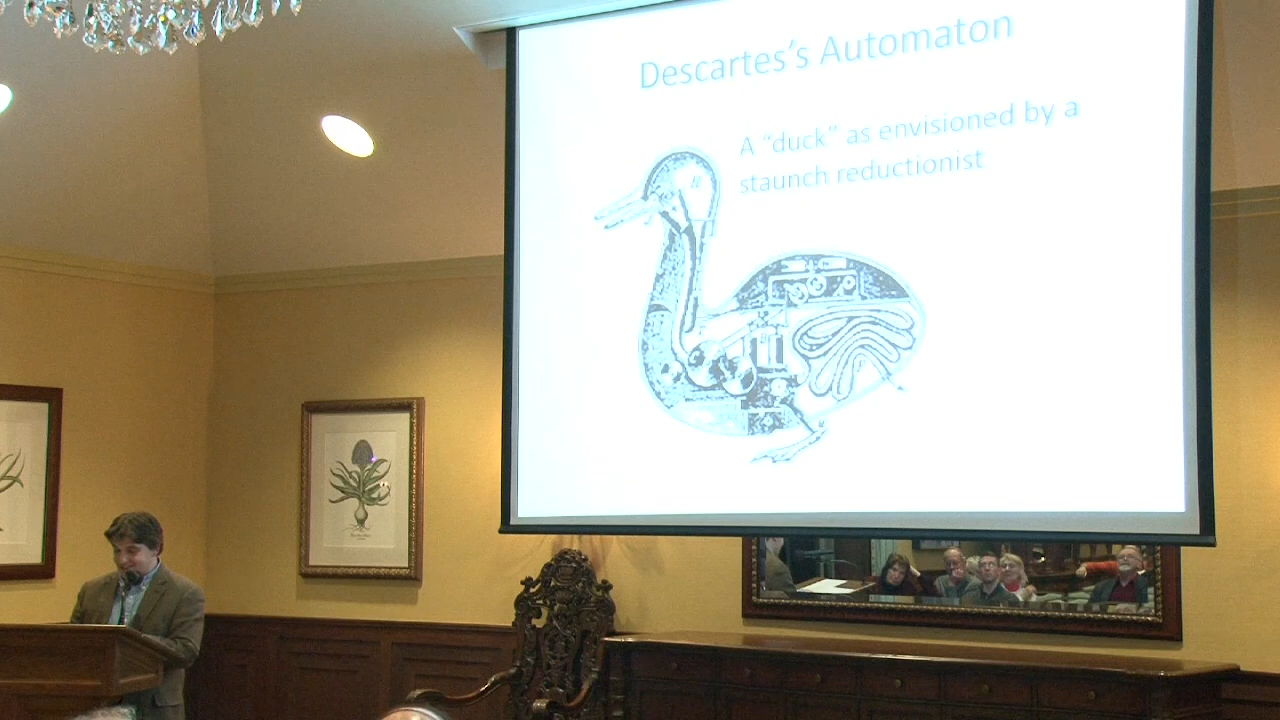 Descartes's Automaton
A "duck" as envisioned by a
staunch reductionist